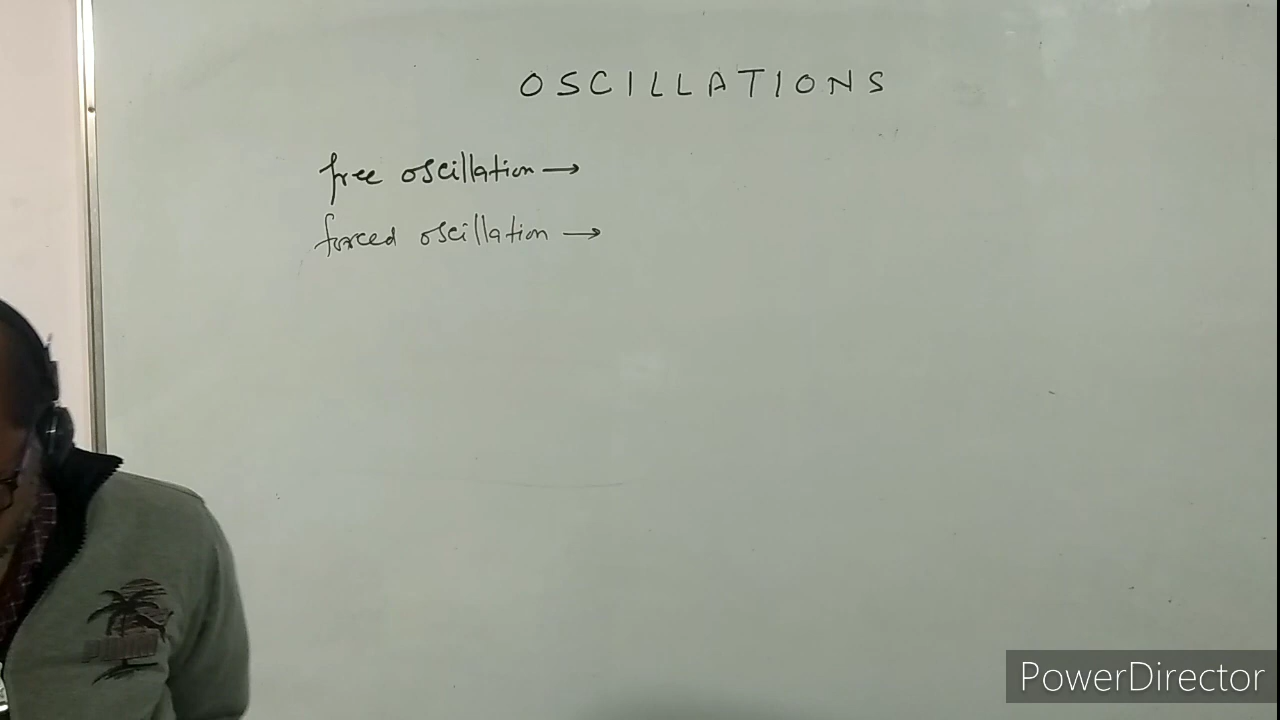 OSCILLATIONS
free oscillation →
forced oscillation →
PowerDirector